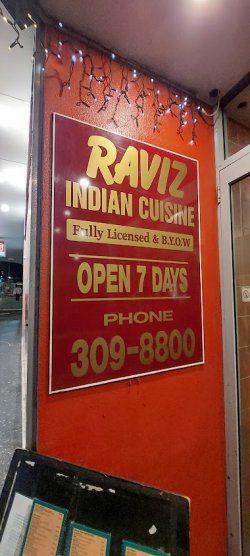 RAVIZ
INDIAN CUISINE
Fully Licensed & B.Y.O.W
OPEN 7 DAYS
PHONE
309-8800